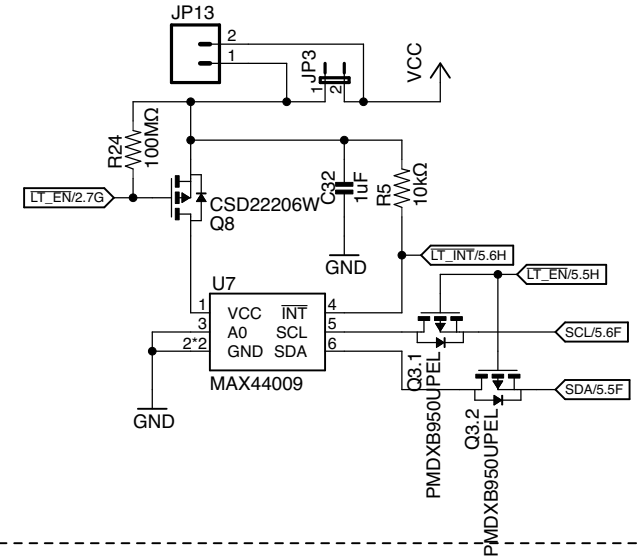 JP13
2
1
JP3
1
2
VCC
R24
100MΩ
LT_EN/2.7G
CSD22206W
Q8
C32
1uF
R5
10kΩ
GND
LT_INT/5.6H
LT_EN/5.5H
U7
1 VCC INT 4
3 A0 SCL 5
2*2 GND SDA 6
MAX44009
GND
SCL/5.6F
SDA/5.5F
Q3.1
PMDXB950UPEL
Q3.2
PMDXB950UPEL